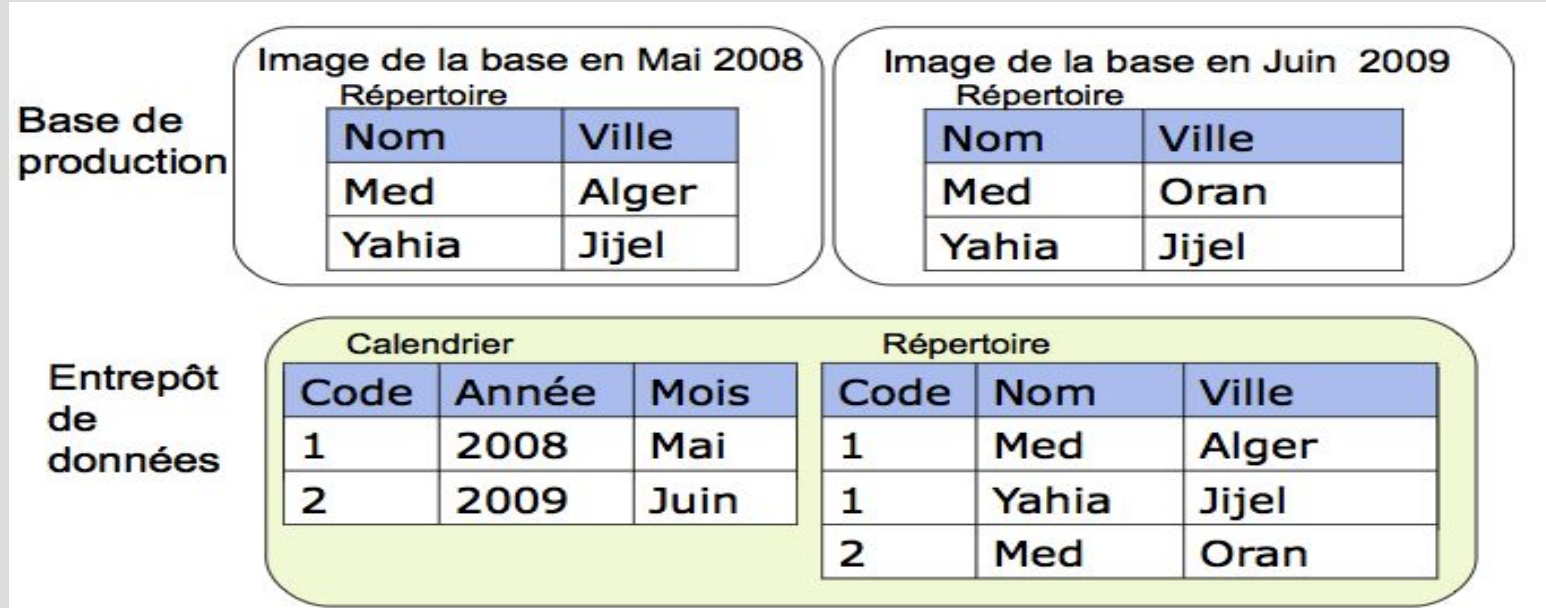 Image de la base en Mai 2008
Répertoire
Nom Ville
Med Alger
Yahia Jijel
Image de la base en Juin 2009
Répertoire
Nom Ville
Med Oran
Yahia Jijel
Base de
production
Entrepôt
de
données
Calendrier
Code Année Mois
1 2008 Mai
2 2009 Juin
Répertoire
Code Nom Ville
1 Med Alger
1 Yahia Jijel
2 Med Oran